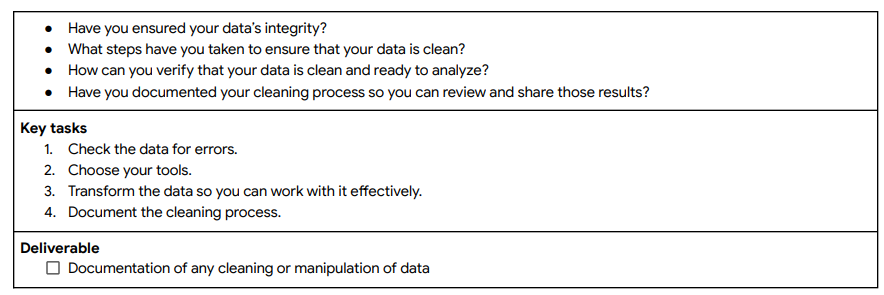 ● Have you ensured your data's integrity?
● What steps have you taken to ensure that your data is clean?
● How can you verify that your data is clean and ready to analyze?
● Have you documented your cleaning process so you can review and share those results?
Key tasks
1. Check the data for errors.
2. Choose your tools.
3. Transform the data so you can work with it effectively.
4. Document the cleaning process.
Deliverable
☐ Documentation of any cleaning or manipulation of data